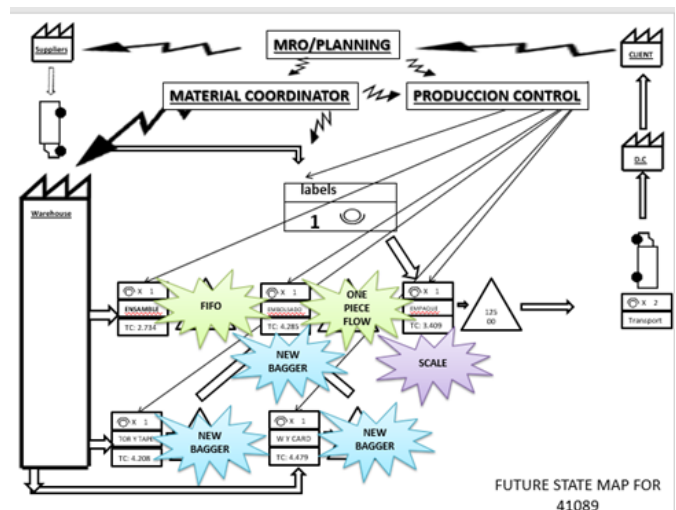 Suppliers
MRO/PLANNING
CLIENT
MATERIAL COORDINATOR
PRODUCCION CONTROL
D.C
labels
1
Warehouse
X 1
ENSAMBLE
TC: 2.734
FIFO
X 1
EMBOLSADO
TC: 4.285
ONE
PIECE
FLOW
X 1
EMPAQUE
TC: 3.409
125
00
X 2
Transport
NEW
BAGGER
SCALE
X 1
TOR Y TAPE
TC: 4.208
NEW
BAGGER
X 1
W Y CARD
TC: 4.479
NEW
BAGGER
FUTURE STATE MAP FOR
41089